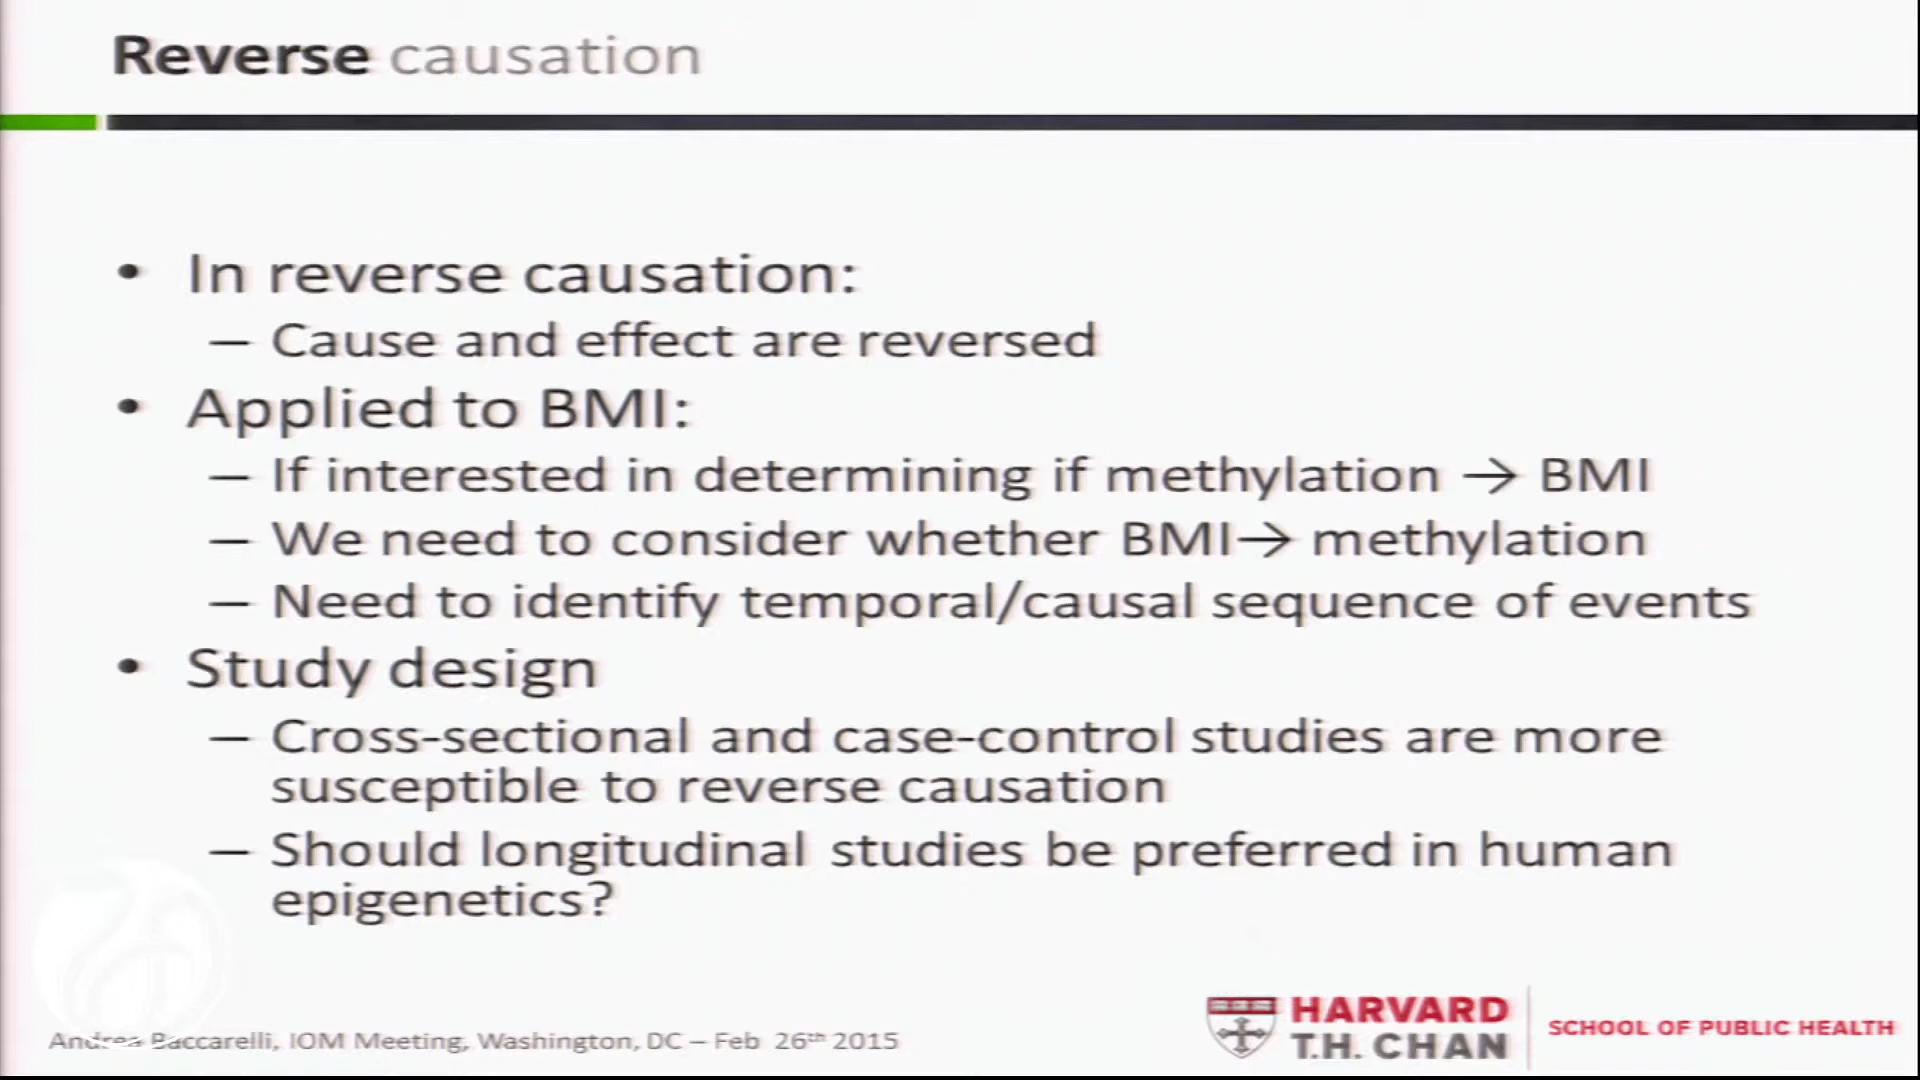 Reverse causation
• In reverse causation:
– Cause and effect are reversed
• Applied to BMI:
– If interested in determining if methylation → BMI
– We need to consider whether BMI→ methylation
– Need to identify temporal/causal sequence of events
• Study design
– Cross-sectional and case-control studies are more
susceptible to reverse causation
– Should longitudinal studies be preferred in human
epigenetics?
Andrea Baccarelli, IOM Meeting, Washington, DC – Feb 26th 2015
HARVARD
T.H. CHAN
SCHOOL OF PUBLIC HEALTH